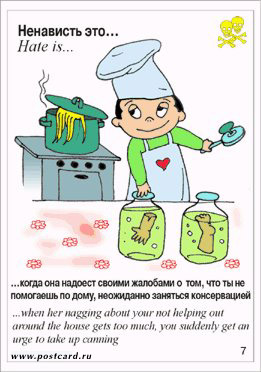 Ненависть это...
Hate is...
...когда она надоест своими жалобами о том, что ты не
помогаешь по дому, неожиданно заняться консервацией
...when her nagging about your not helping out
around the house gets too much, you suddenly get an
urge to take up canning
www.postcard.ru
7